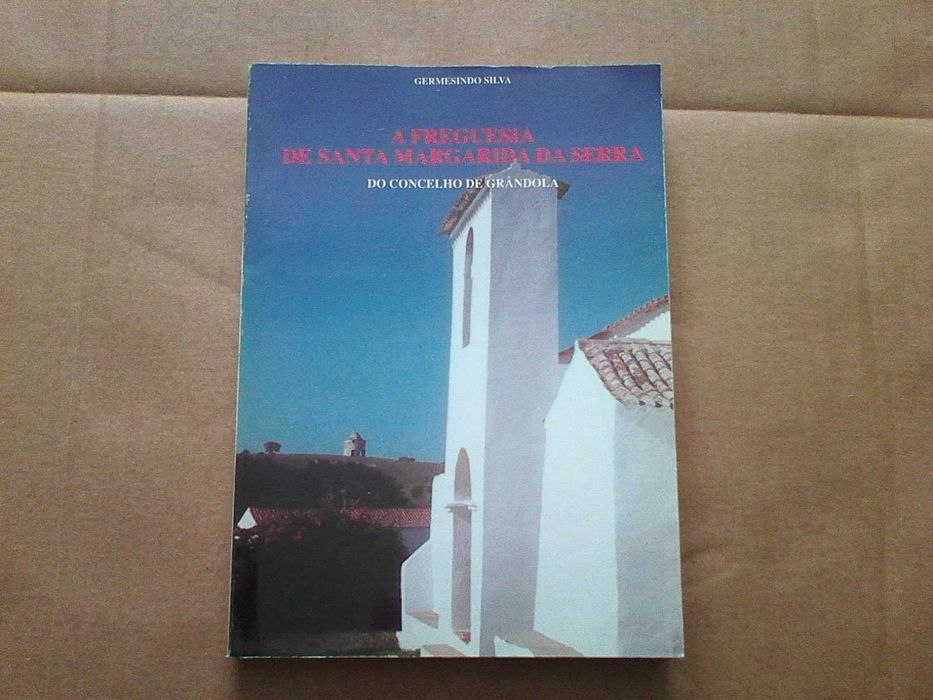 GERMESINDO SILVA
A FREGUESIA
DE SANTA MARGARIDA DA SERRA
DO CONCELHO DE GRÂNDOLA